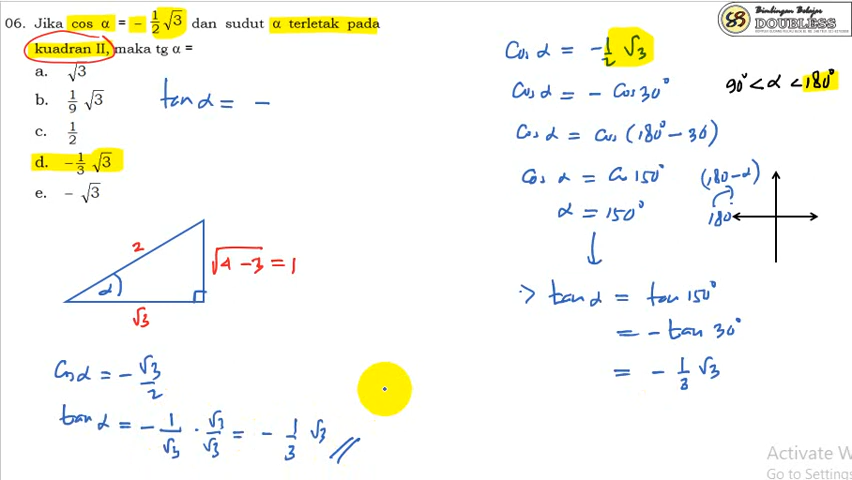 06. Jika cos α = - 1/2 √3 dan sudut α terletak pada
kuadran II, maka tg α =
a. √3
b. 1/9 √3
c. 1/2
d. -1/3 √3
e. - √3
tan α = -
2
α
√3
√4 - 3 = 1
Cos α = - √3/2
tan α = - 1/√3 · √3/√3 = - 1/3 √3 //
Cos α = - 1/2 √3
Cos α = - Cos 30°
Cos α = Cos (180° - 30)
Cos α = Co 150°
α = 150°
∴ tan α = tan 150°
= - tan 30°
= - 1/3 √3
Bimbingan Belajar
DOUBLESS
90° < α < 180°
(180 - α)
180
Activate W
Go to Settings